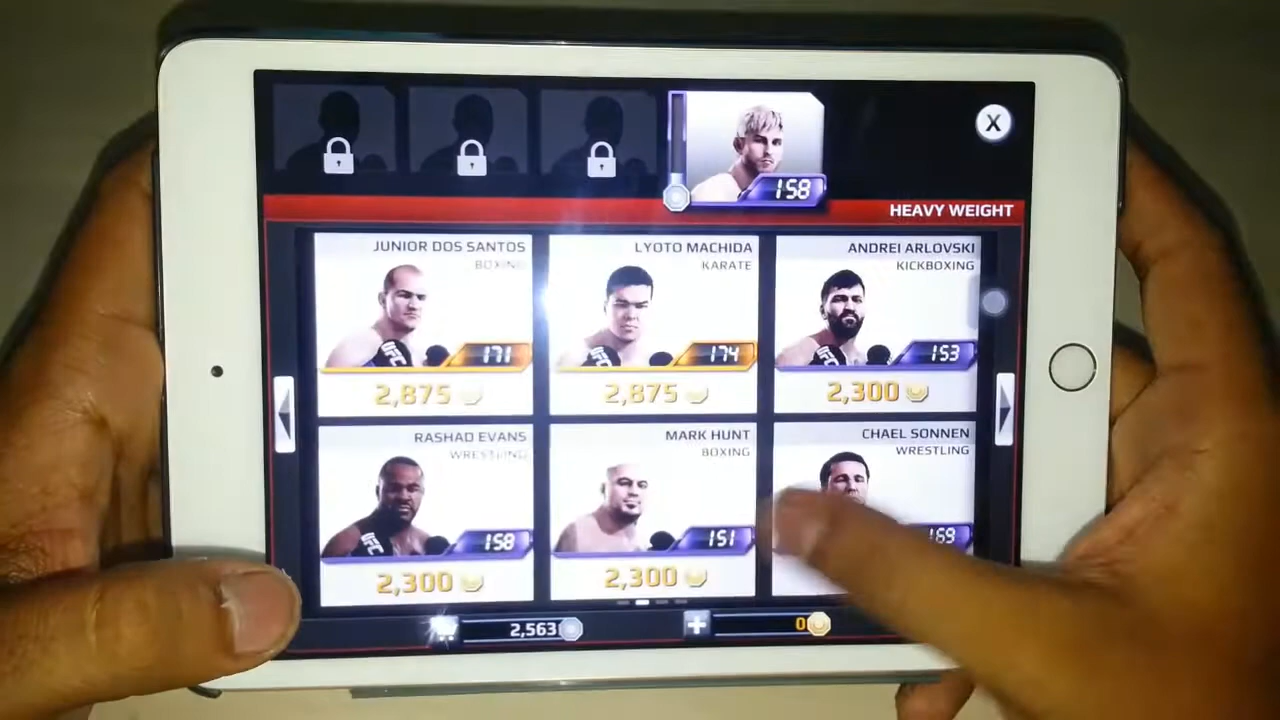 X
158
HEAVY WEIGHT
JUNIOR DOS SANTOS
BOXING
171
2,875
LYOTO MACHIDA
KARATE
174
2,875
ANDREI ARLOVSKI
KICKBOXING
153
2,300
RASHAD EVANS
WRESTLING
158
2,300
MARK HUNT
BOXING
151
2,300
CHAEL SONNEN
WRESTLING
169
2,563
0